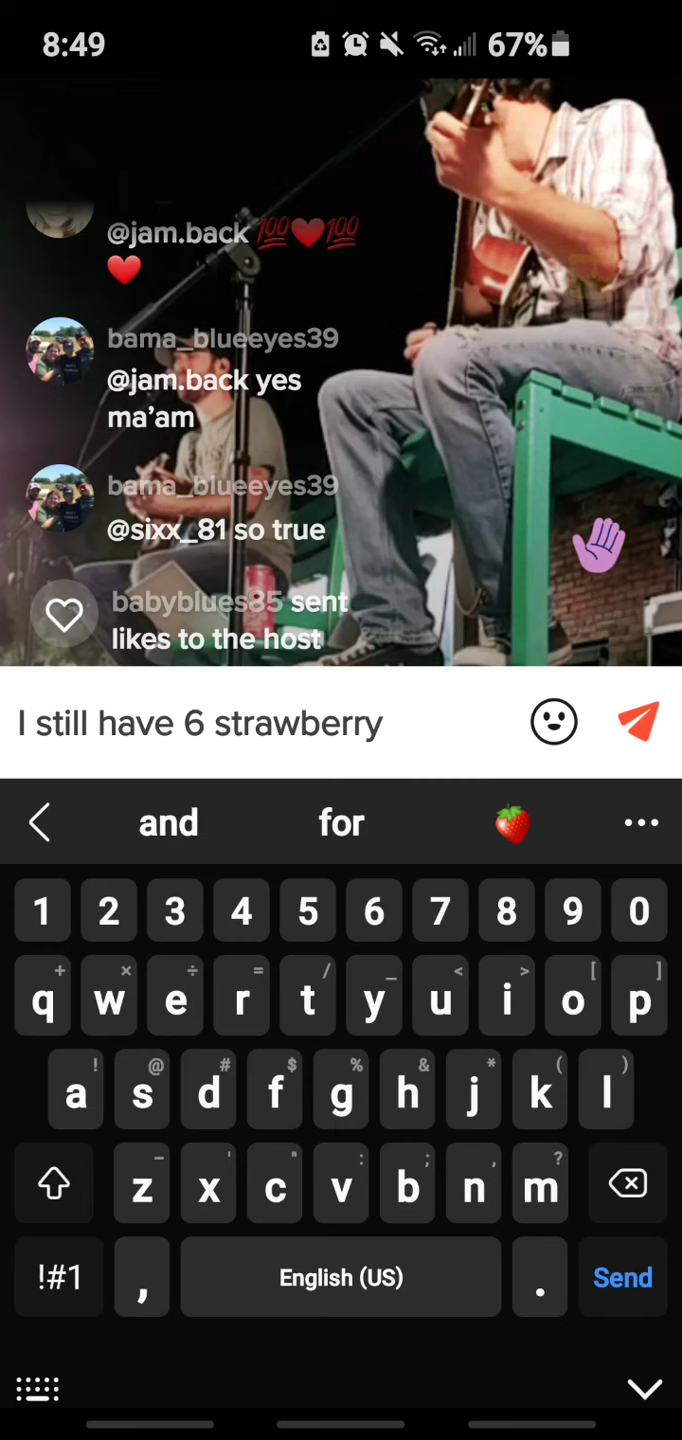 8:49 67%
@jam.back 💯❤️💯
❤️
bama_blueeyes39
@jam.back yes
ma’am
bama_blueeyes39
@sixx_81 so true
babyblues85 sent
likes to the host
I still have 6 strawberry
and for 🍓 •••
1 2 3 4 5 6 7 8 9 0
+ × ÷ = / _ < > [ ]
q w e r t y u i o p
! @ # $ % & * ( )
a s d f g h j k l
- ' " : ; , ?
z x c v b n m
!#1 , English (US) . Send